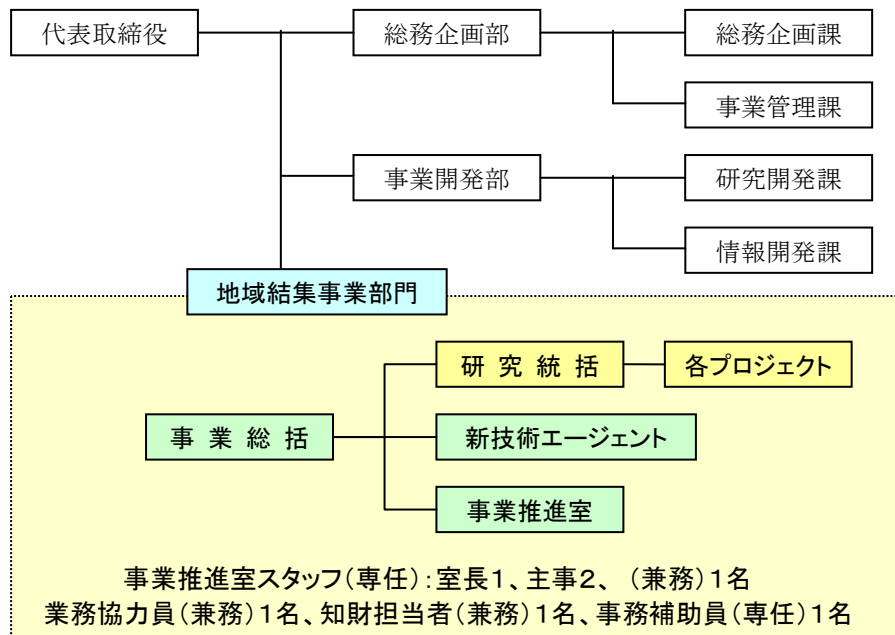 代表取締役
総務企画部
総務企画課
事業管理課
事業開発部
研究開発課
情報開発課
地域結集事業部門
研 究 統 括
各プロジェクト
事 業 総 括
新技術エージェント
事業推進室
事業推進室スタッフ(専任):室長1、主事2、 (兼務)1名
業務協力員(兼務)1名、知財担当者(兼務)1名、事務補助員(専任)1名